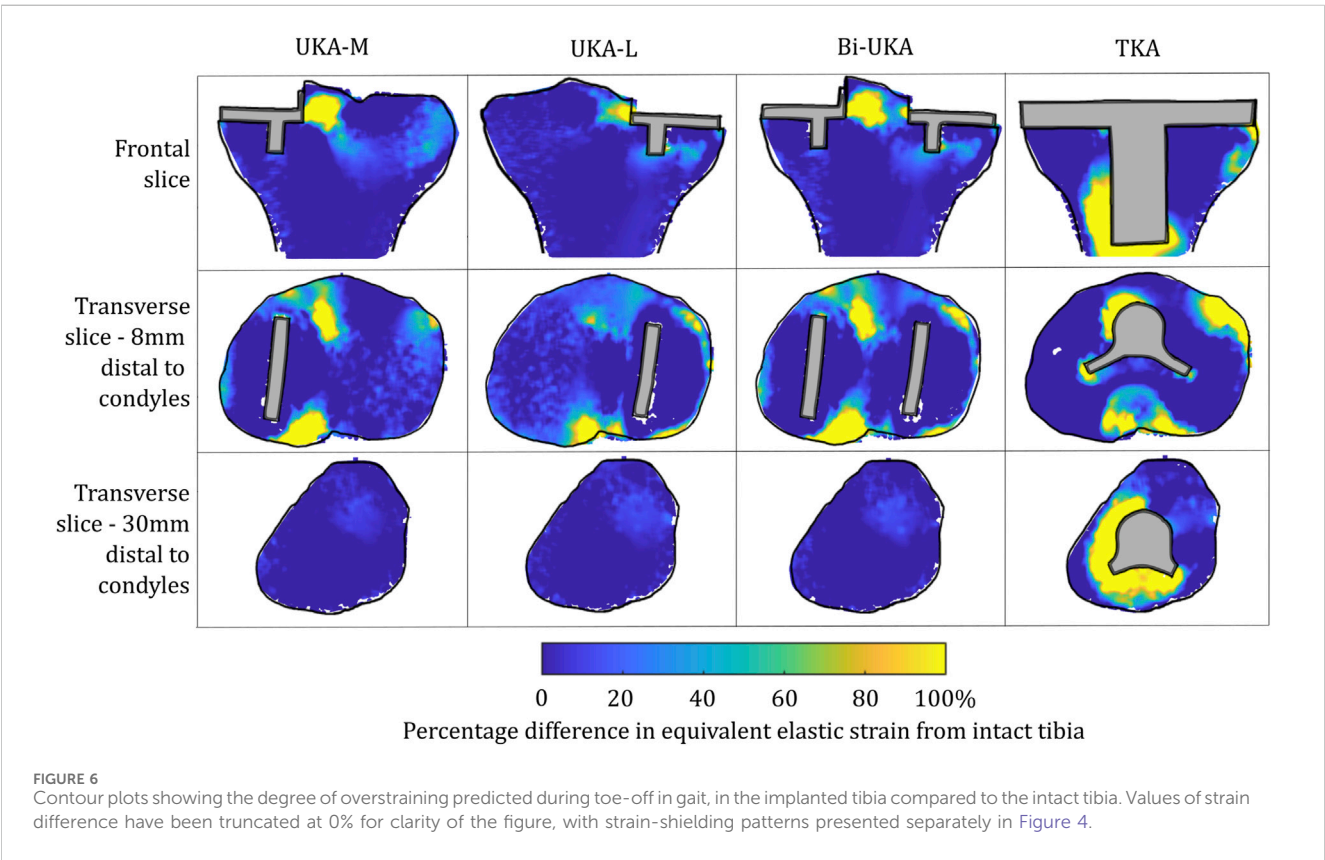 UKA-M UKA-L Bi-UKA TKA
Frontal
slice
Transverse
slice - 8mm
distal to
condyles
Transverse
slice - 30mm
distal to
condyles
0 20 40 60 80 100%
Percentage difference in equivalent elastic strain from intact tibia
FIGURE 6
Contour plots showing the degree of overstraining predicted during toe-off in gait, in the implanted tibia compared to the intact tibia. Values of strain
difference have been truncated at 0% for clarity of the figure, with strain-shielding patterns presented separately in Figure 4.